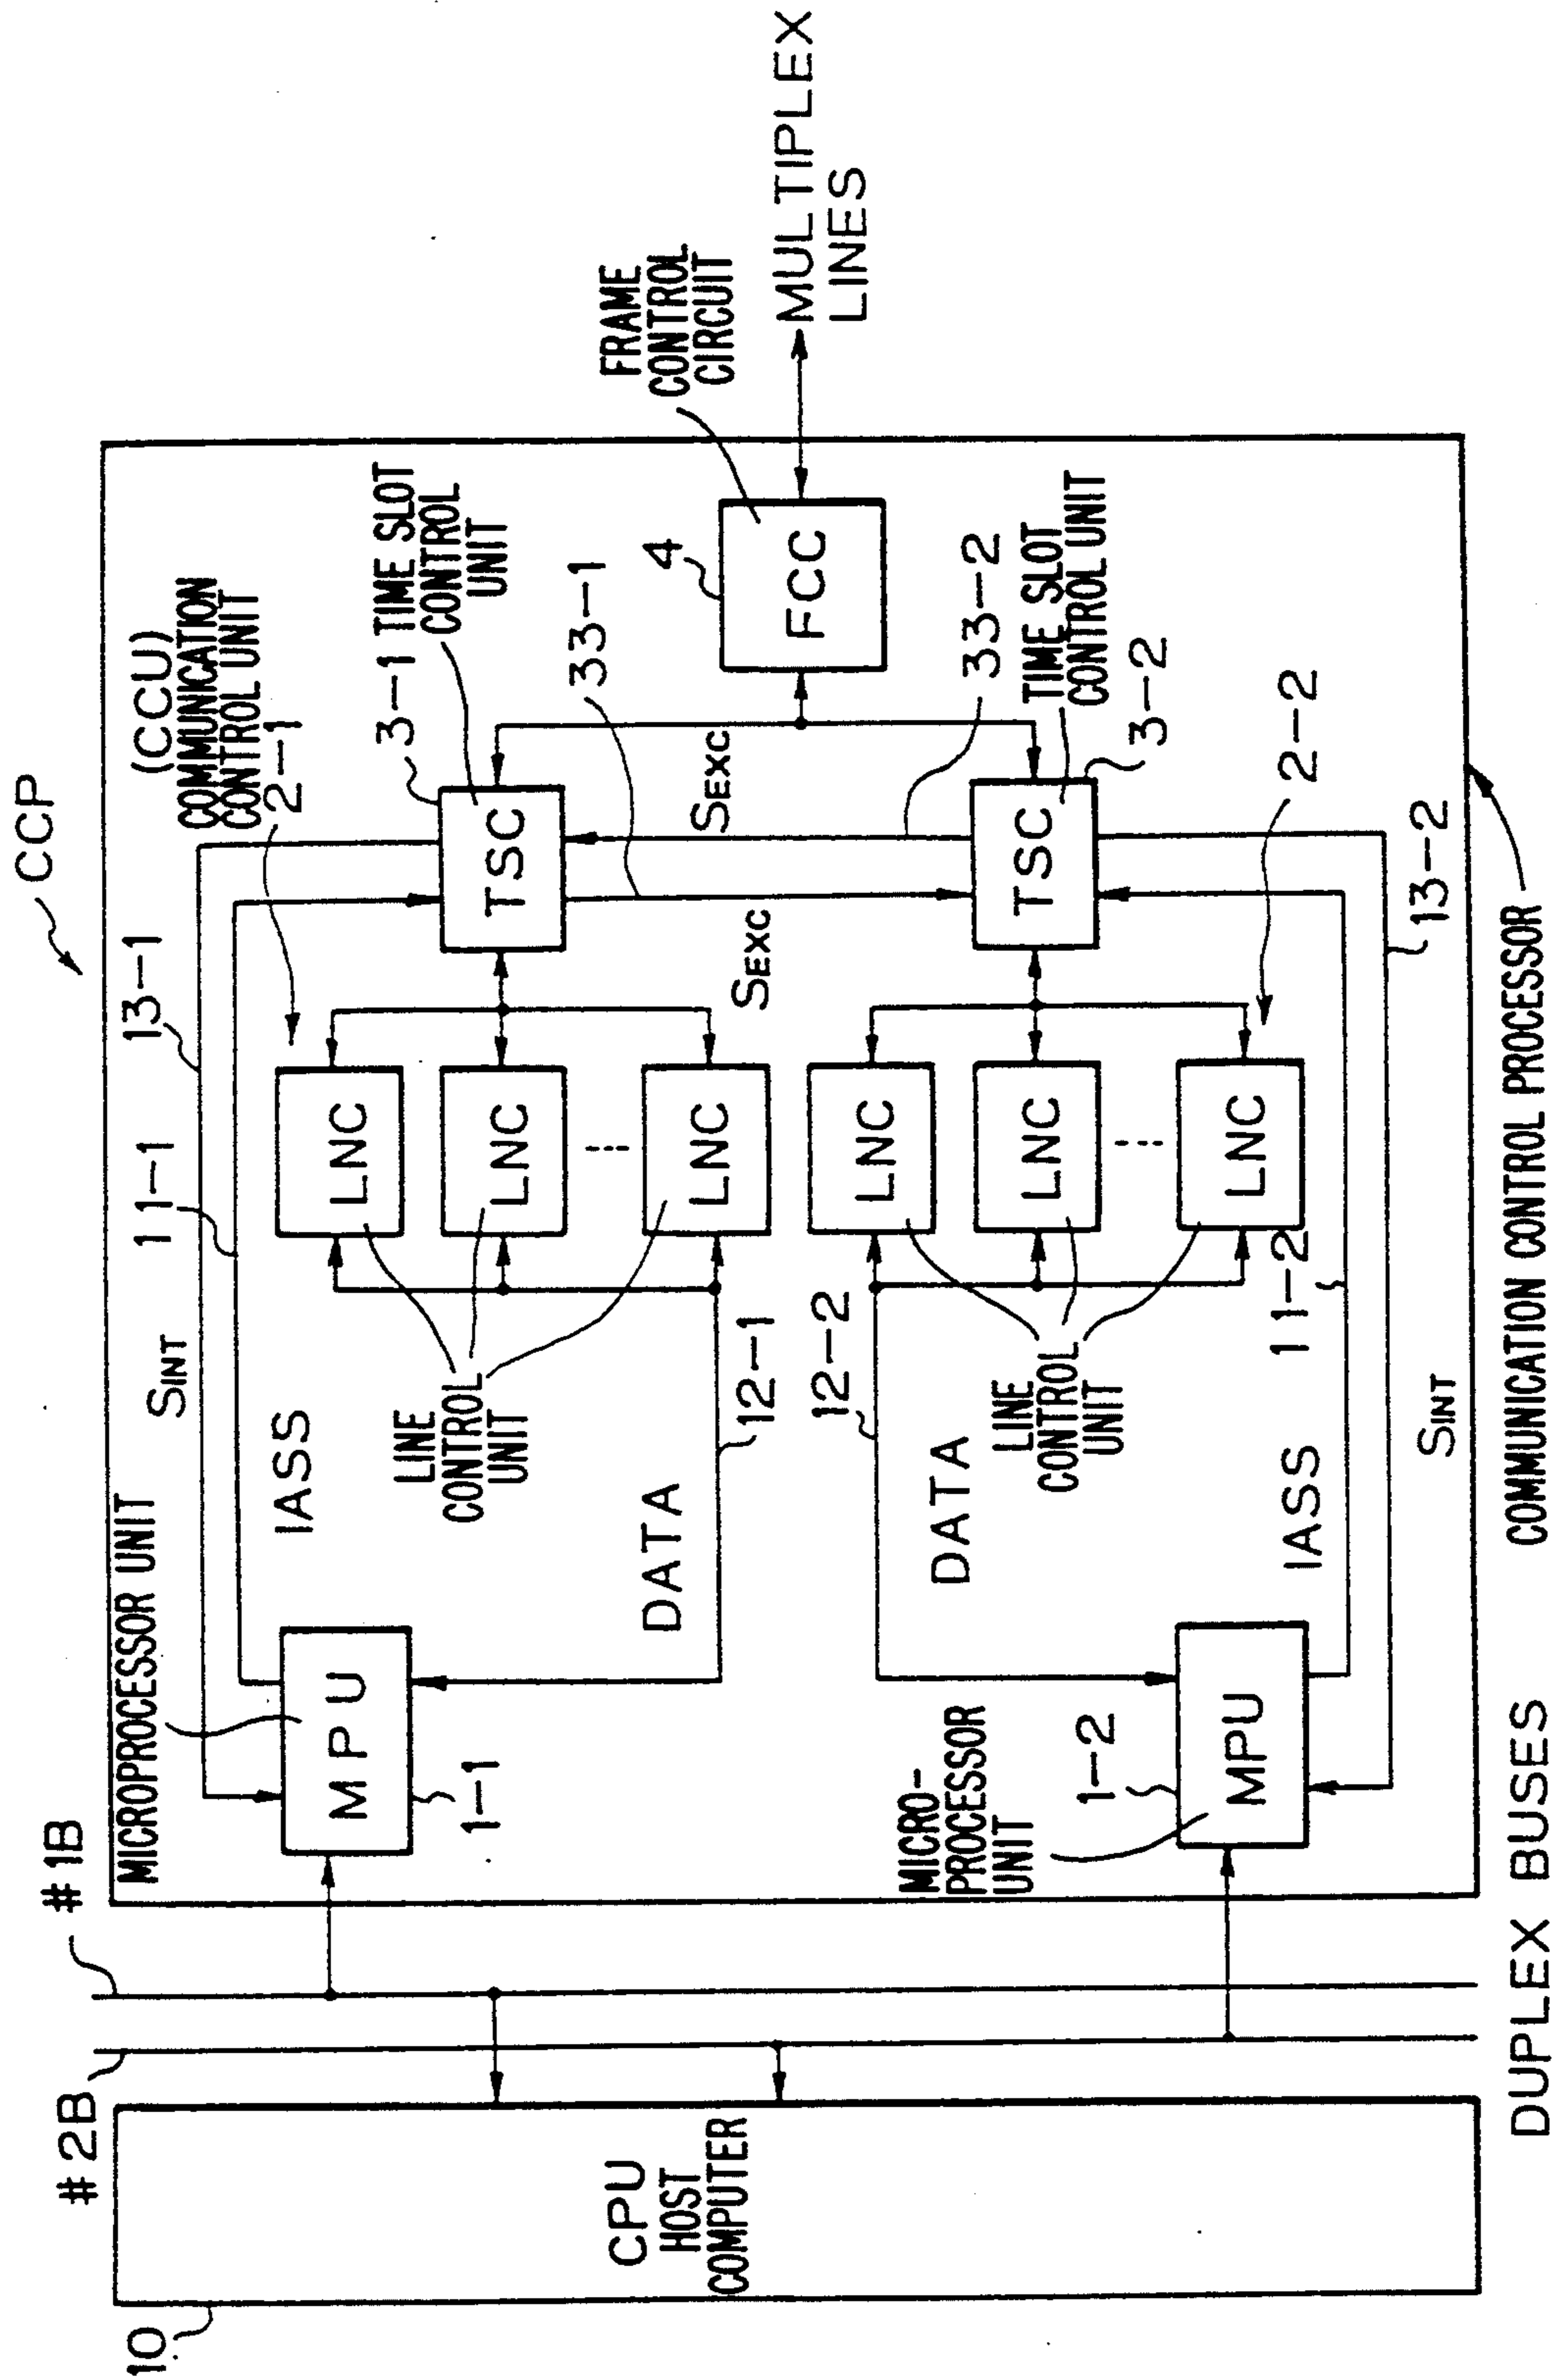 CCP
(CCU)
COMMUNICATION
CONTROL UNIT
2-1
13-1
11-1
SINT
IASS
MICROPROCESSOR UNIT
MPU
1-1
#1B
#2B
10
CPU
HOST
COMPUTER
LNC
LNC
LNC
LINE
CONTROL
UNIT
DATA
12-1
3-1
TIME SLOT
CONTROL
UNIT
TSC
33-1
SEXC
SEXC
4
FCC
FRAME
CONTROL
CIRCUIT
MULTIPLEX
LINES
33-2
TIME SLOT
CONTROL UNIT
3-2
TSC
2-2
LNC
LNC
LNC
12-2
DATA
LINE
CONTROL
UNIT
11-2
IASS
MICRO-
PROCESSOR
UNIT
1-2
MPU
SINT
13-2
DUPLEX BUSES
COMMUNICATION CONTROL PROCESSOR